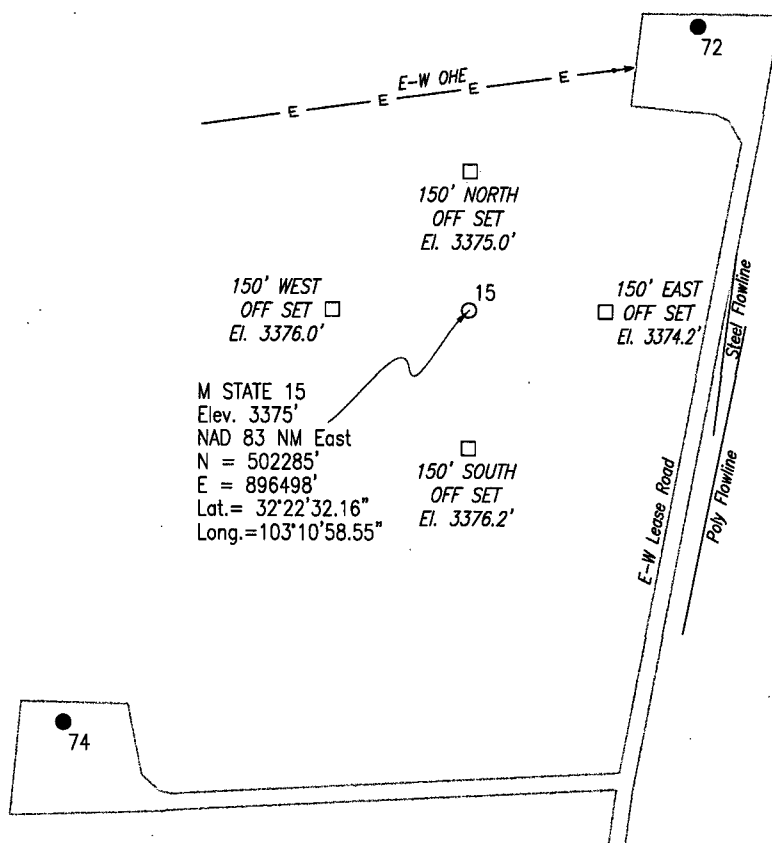 72
E-W OHE
E E E E
150' NORTH
OFF SET
El. 3375.0'
150' WEST
OFF SET
El. 3376.0'
15
150' EAST
OFF SET
El. 3374.2'
Steel Flowline
M STATE 15
Elev. 3375'
NAD 83 NM East
N = 502285'
E = 896498'
Lat.= 32°22'32.16"
Long.=103°10'58.55"
150' SOUTH
OFF SET
El. 3376.2'
E-W Lease Road
Poly Flowline
74